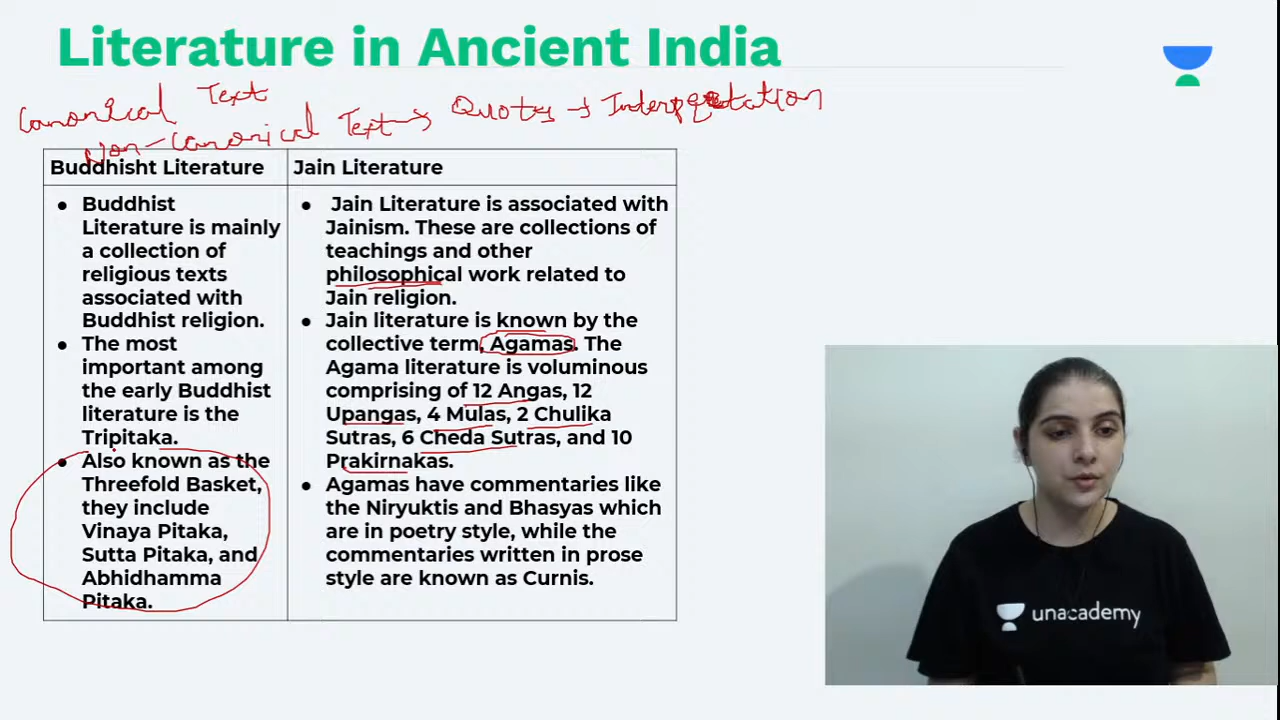 Literature in Ancient India
Canonical Text
Non-Canonical Text → Quotes → Interpretation
Buddhisht Literature
● Buddhist
Literature is mainly
a collection of
religious texts
associated with
Buddhist religion.
● The most
important among
the early Buddhist
literature is the
Tripitaka.
● Also known as the
Threefold Basket,
they include
Vinaya Pitaka,
Sutta Pitaka, and
Abhidhamma
Pitaka.
Jain Literature
● Jain Literature is associated with
Jainism. These are collections of
teachings and other
philosophical work related to
Jain religion.
● Jain literature is known by the
collective term, Agamas. The
Agama literature is voluminous
comprising of 12 Angas, 12
Upangas, 4 Mulas, 2 Chulika
Sutras, 6 Cheda Sutras, and 10
Prakirnakas.
● Agamas have commentaries like
the Niryuktis and Bhasyas which
are in poetry style, while the
commentaries written in prose
style are known as Curnis.
unacademy